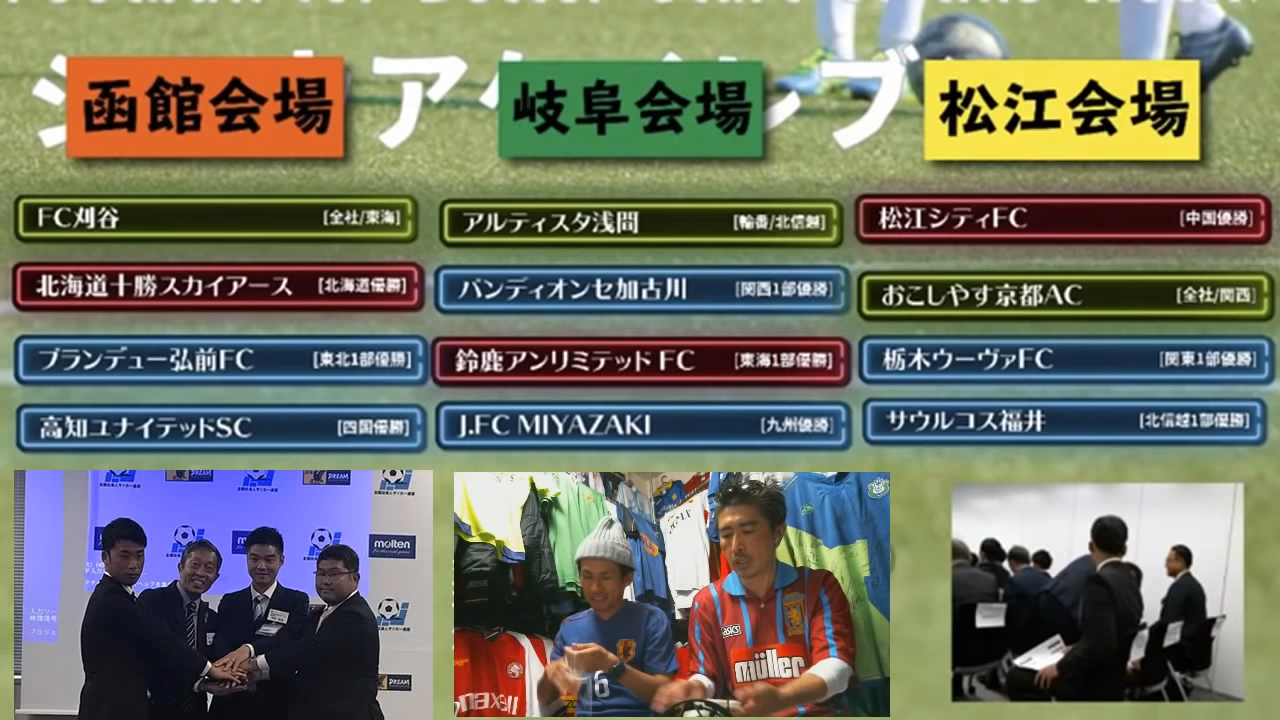 函館会場
岐阜会場
松江会場
FC刈谷 [全社/東海]
北海道十勝スカイアース [北海道優勝]
ブランデュー弘前FC [東北1部優勝]
高知ユナイテッドSC [四国優勝]
アルティスタ浅間 [輪番/北信越]
バンディオンセ加古川 [関西1部優勝]
鈴鹿アンリミテッド FC [東海1部優勝]
J.FC MIYAZAKI [九州優勝]
松江シティFC [中国優勝]
おこしやす京都AC [全社/関西]
栃木ウーヴァFC [関東1部優勝]
サウルコス福井 [北信越1部優勝]
DREAM
molten
DREAM
maxell
16
asics
müller